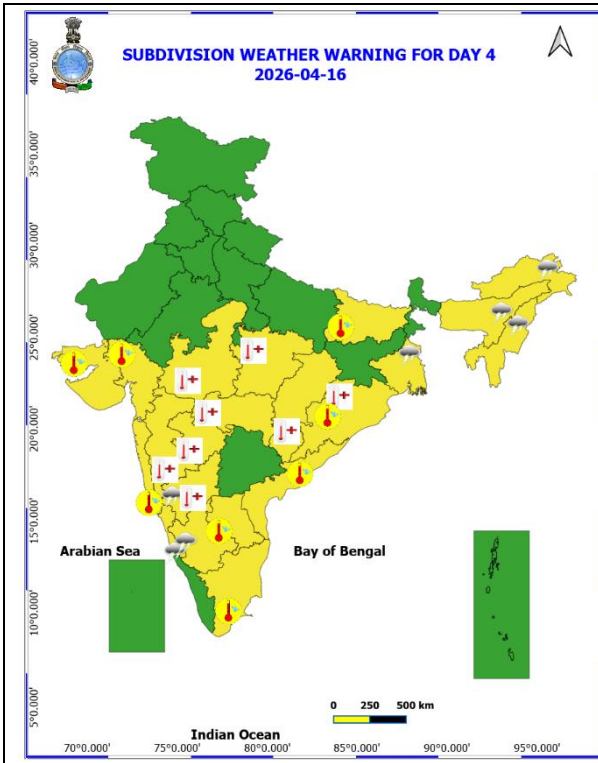 SUBDIVISION WEATHER WARNING FOR DAY 4
2026-04-16
40°0.000'
35°0.000'
30°0.000'
25°0.000'
20°0.000'
15°0.000'
10°0.000'
5°0.000'
Arabian Sea
Bay of Bengal
0 250 500 km
Indian Ocean
70°0.000' 75°0.000' 80°0.000' 85°0.000' 90°0.000' 95°0.000'